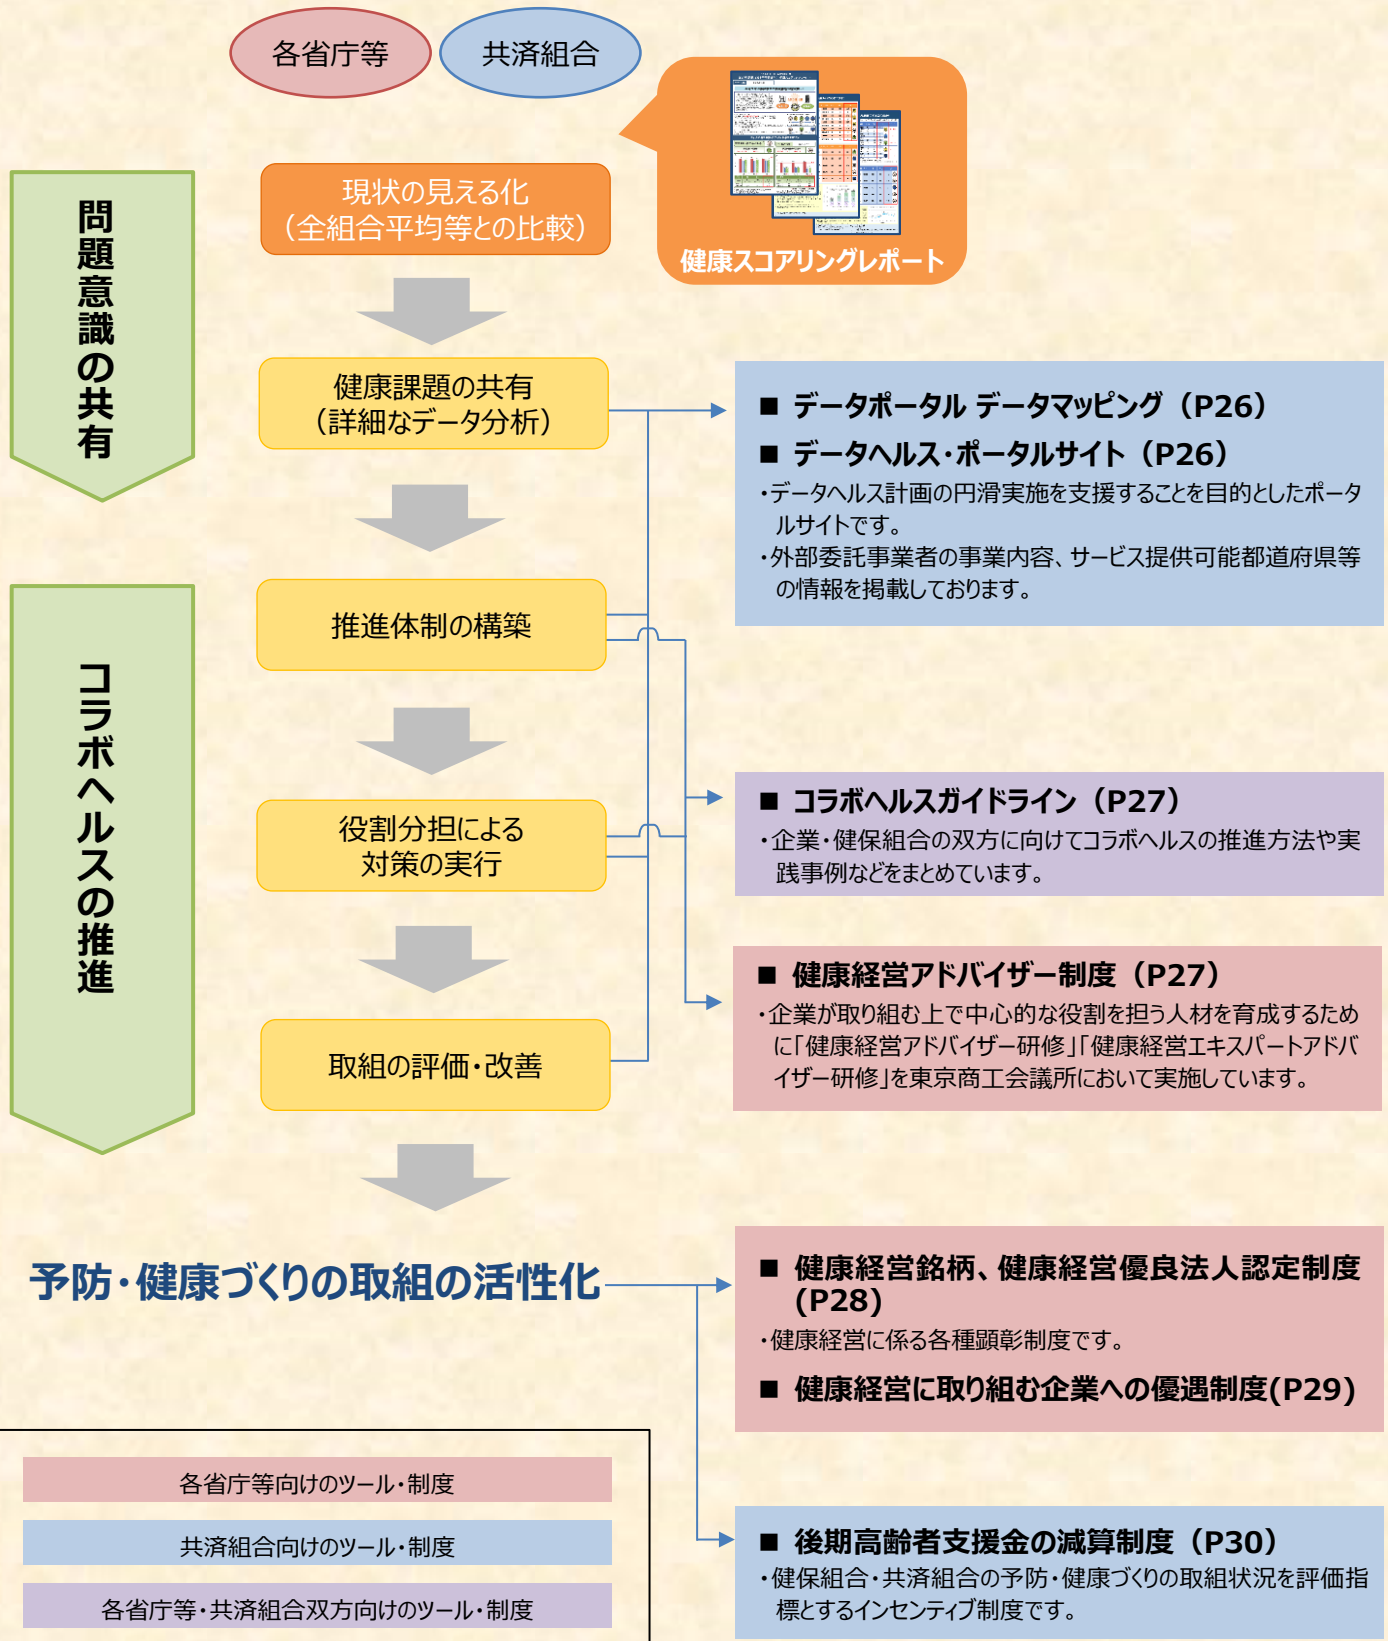 各省庁等
共済組合
健康スコアリングレポート
現状の見える化
（全組合平均等との比較）
問題意識の共有
健康課題の共有
（詳細なデータ分析）
■ データポータル データマッピング（P26）
■ データヘルス・ポータルサイト（P26）
・データヘルス計画の円滑実施を支援することを目的としたポータ
ルサイトです。
・外部委託事業者の事業内容、サービス提供可能都道府県等
の情報を掲載しております。
コラボヘルスの推進
推進体制の構築
役割分担による
対策の実行
■ コラボヘルスガイドライン（P27）
・企業・健保組合の双方に向けてコラボヘルスの推進方法や実
践事例などをまとめています。
■ 健康経営アドバイザー制度（P27）
・企業が取り組む上で中心的な役割を担う人材を育成するため
に「健康経営アドバイザー研修」「健康経営エキスパートアドバ
イザー研修」を東京商工会議所において実施しています。
取組の評価・改善
予防・健康づくりの取組の活性化
■ 健康経営銘柄、健康経営優良法人認定制度
(P28)
・健康経営に係る各種顕彰制度です。
■ 健康経営に取り組む企業への優遇制度(P29)
■ 後期高齢者支援金の減算制度（P30）
・健保組合・共済組合の予防・健康づくりの取組状況を評価指
標とするインセンティブ制度です。
各省庁等向けのツール・制度
共済組合向けのツール・制度
各省庁等・共済組合双方向けのツール・制度